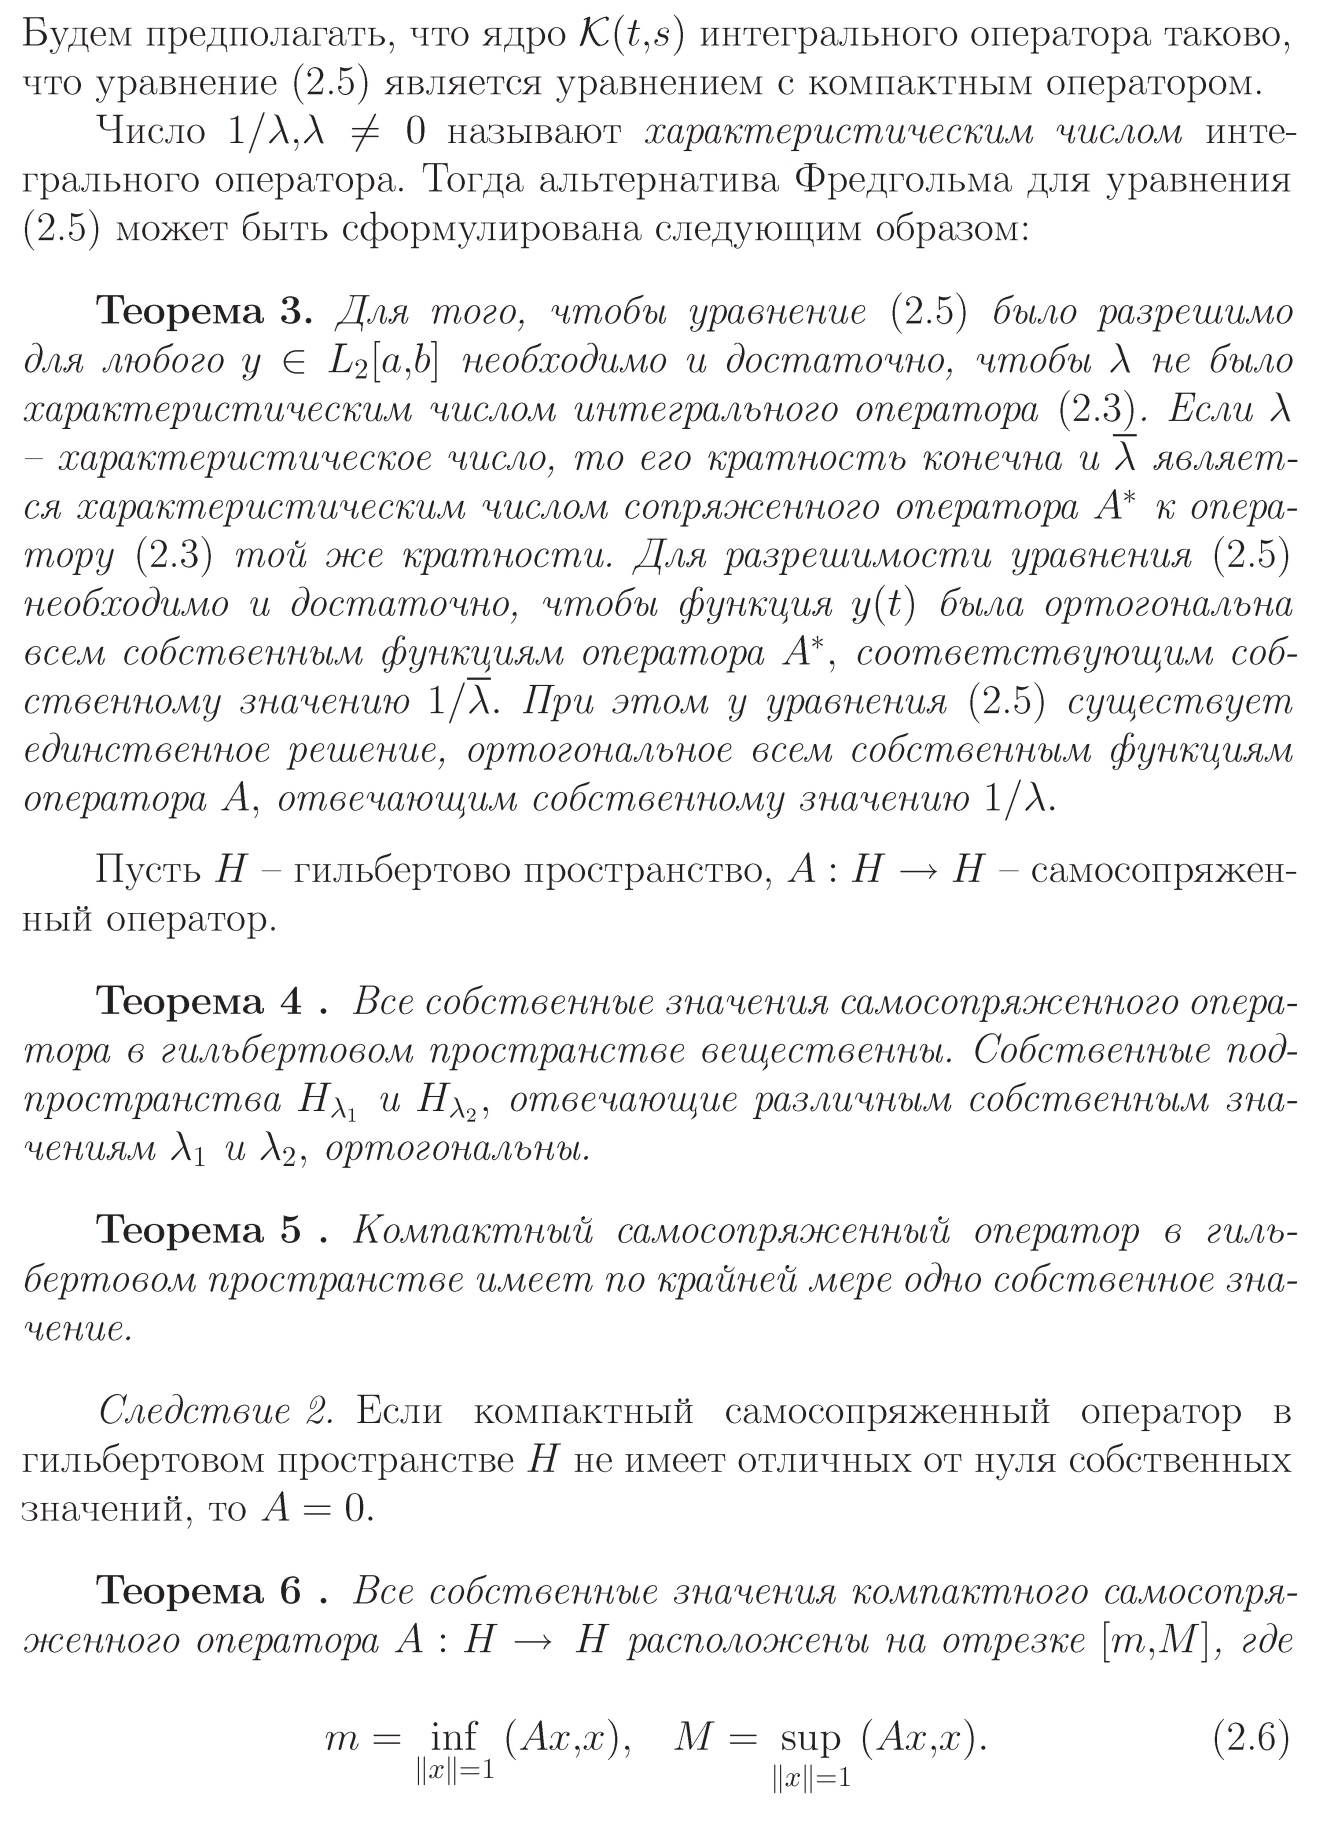 Будем предполагать, что ядро 𝒦(t,s) интегрального оператора таково,
что уравнение (2.5) является уравнением с компактным оператором.
Число 1/λ,λ ≠ 0 называют характеристическим числом инте-
грального оператора. Тогда альтернатива Фредгольма для уравнения
(2.5) может быть сформулирована следующим образом:
Теорема 3. Для того, чтобы уравнение (2.5) было разрешимо
для любого y ∈ L₂[a,b] необходимо и достаточно, чтобы λ не было
характеристическим числом интегрального оператора (2.3). Если λ
– характеристическое число, то его кратность конечна и λ̅ являет-
ся характеристическим числом сопряженного оператора A* к опера-
тору (2.3) той же кратности. Для разрешимости уравнения (2.5)
необходимо и достаточно, чтобы функция y(t) была ортогональна
всем собственным функциям оператора A*, соответствующим соб-
ственному значению 1/λ̅. При этом у уравнения (2.5) существует
единственное решение, ортогональное всем собственным функциям
оператора A, отвечающим собственному значению 1/λ.
Пусть H – гильбертово пространство, A : H → H – самосопряжен-
ный оператор.
Теорема 4 . Все собственные значения самосопряженного опера-
тора в гильбертовом пространстве вещественны. Собственные под-
пространства H_{λ₁} и H_{λ₂}, отвечающие различным собственным зна-
чениям λ₁ и λ₂, ортогональны.
Теорема 5 . Компактный самосопряженный оператор в гиль-
бертовом пространстве имеет по крайней мере одно собственное зна-
чение.
Следствие 2. Если компактный самосопряженный оператор в
гильбертовом пространстве H не имеет отличных от нуля собственных
значений, то A = 0.
Теорема 6 . Все собственные значения компактного самосопря-
женного оператора A : H → H расположены на отрезке [m,M], где
m = inf_{‖x‖=1} (Ax,x), M = sup_{‖x‖=1} (Ax,x). (2.6)